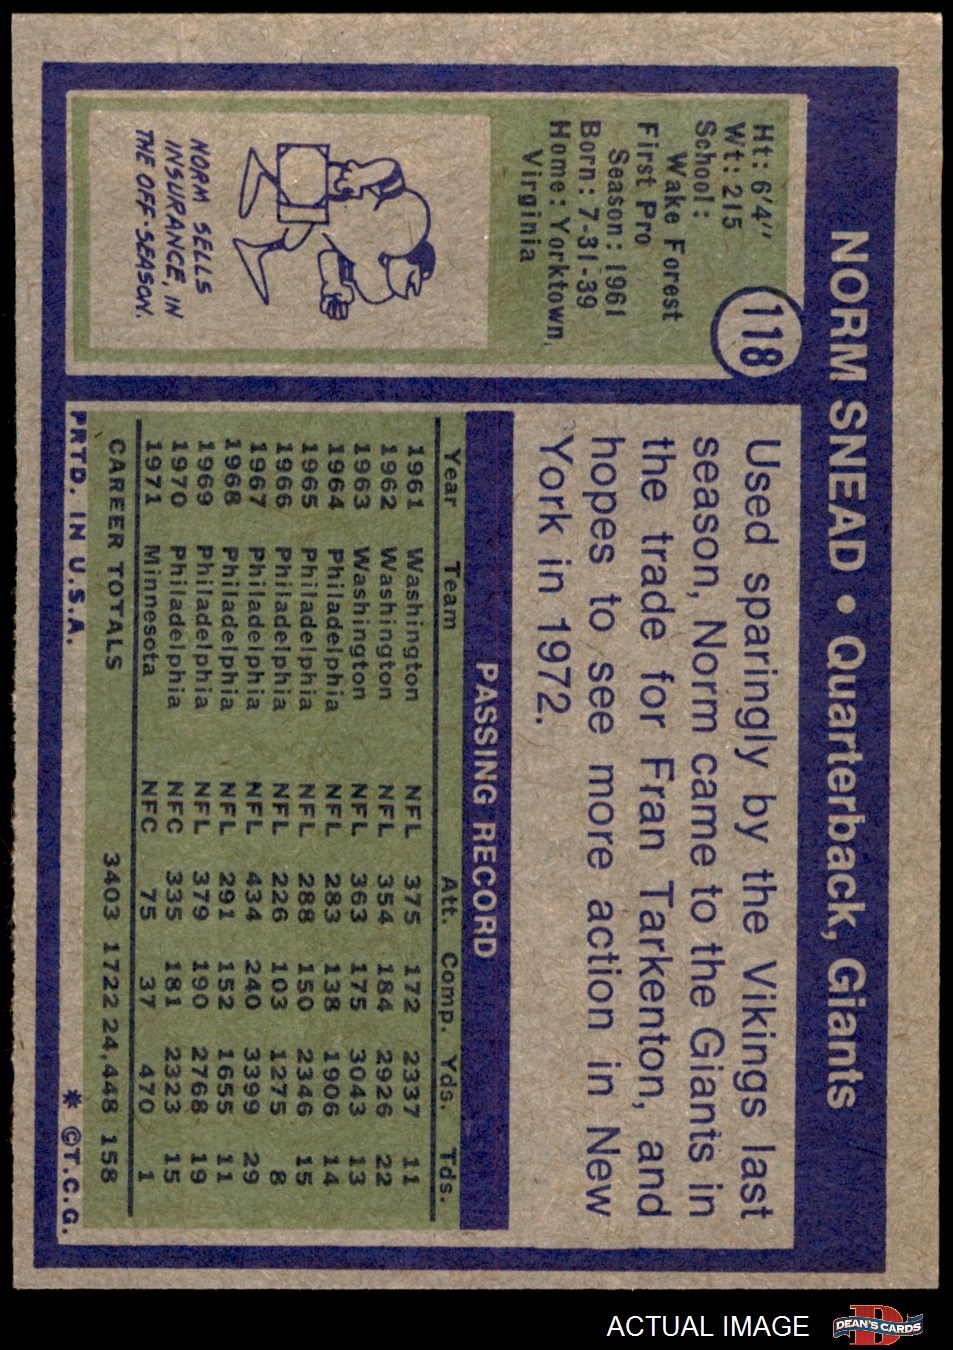 NORM SNEAD • Quarterback, Giants
118
Ht: 6'4''
Wt: 215
School:
Wake Forest
First Pro
Season: 1961
Born: 7-31-39
Home: Yorktown,
Virginia
NORM SELLS
INSURANCE, IN
THE OFF-SEASON.
Used sparingly by the Vikings last
season, Norm came to the Giants in
the trade for Fran Tarkenton, and
hopes to see more action in New
York in 1972.
PASSING RECORD
Year Team Att. Comp. Yds. Tds.
1961 Washington NFL 375 172 2337 11
1962 Washington NFL 354 184 2926 22
1963 Washington NFL 363 175 3043 13
1964 Philadelphia NFL 283 138 1906 14
1965 Philadelphia NFL 288 150 2346 15
1966 Philadelphia NFL 226 103 1275 8
1967 Philadelphia NFL 434 240 3399 29
1968 Philadelphia NFL 291 152 1655 11
1969 Philadelphia NFL 379 190 2768 19
1970 Philadelphia NFC 335 181 2323 15
1971 Minnesota NFC 75 37 470 1
CAREER TOTALS 3403 1722 24,448 158
PRTD. IN U.S.A. * ©T.C.G.
ACTUAL IMAGE
D
DEAN'S CARDS